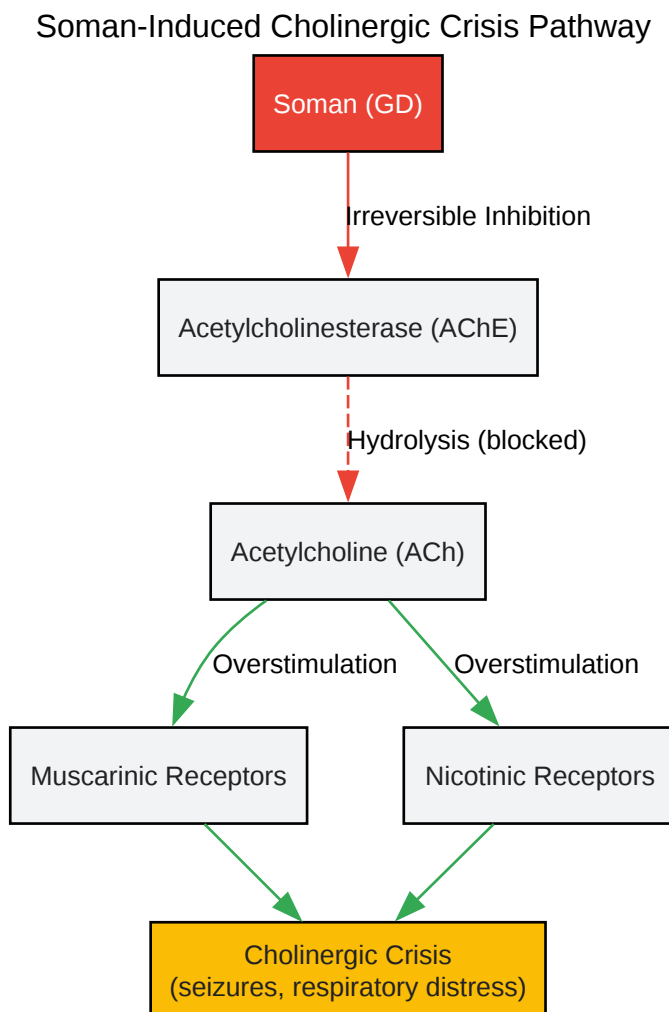 Soman-Induced Cholinergic Crisis Pathway
Soman (GD)
Irreversible Inhibition
Acetylcholinesterase (AChE)
Hydrolysis (blocked)
Acetylcholine (ACh)
Overstimulation
Overstimulation
Muscarinic Receptors
Nicotinic Receptors
Cholinergic Crisis
(seizures, respiratory distress)